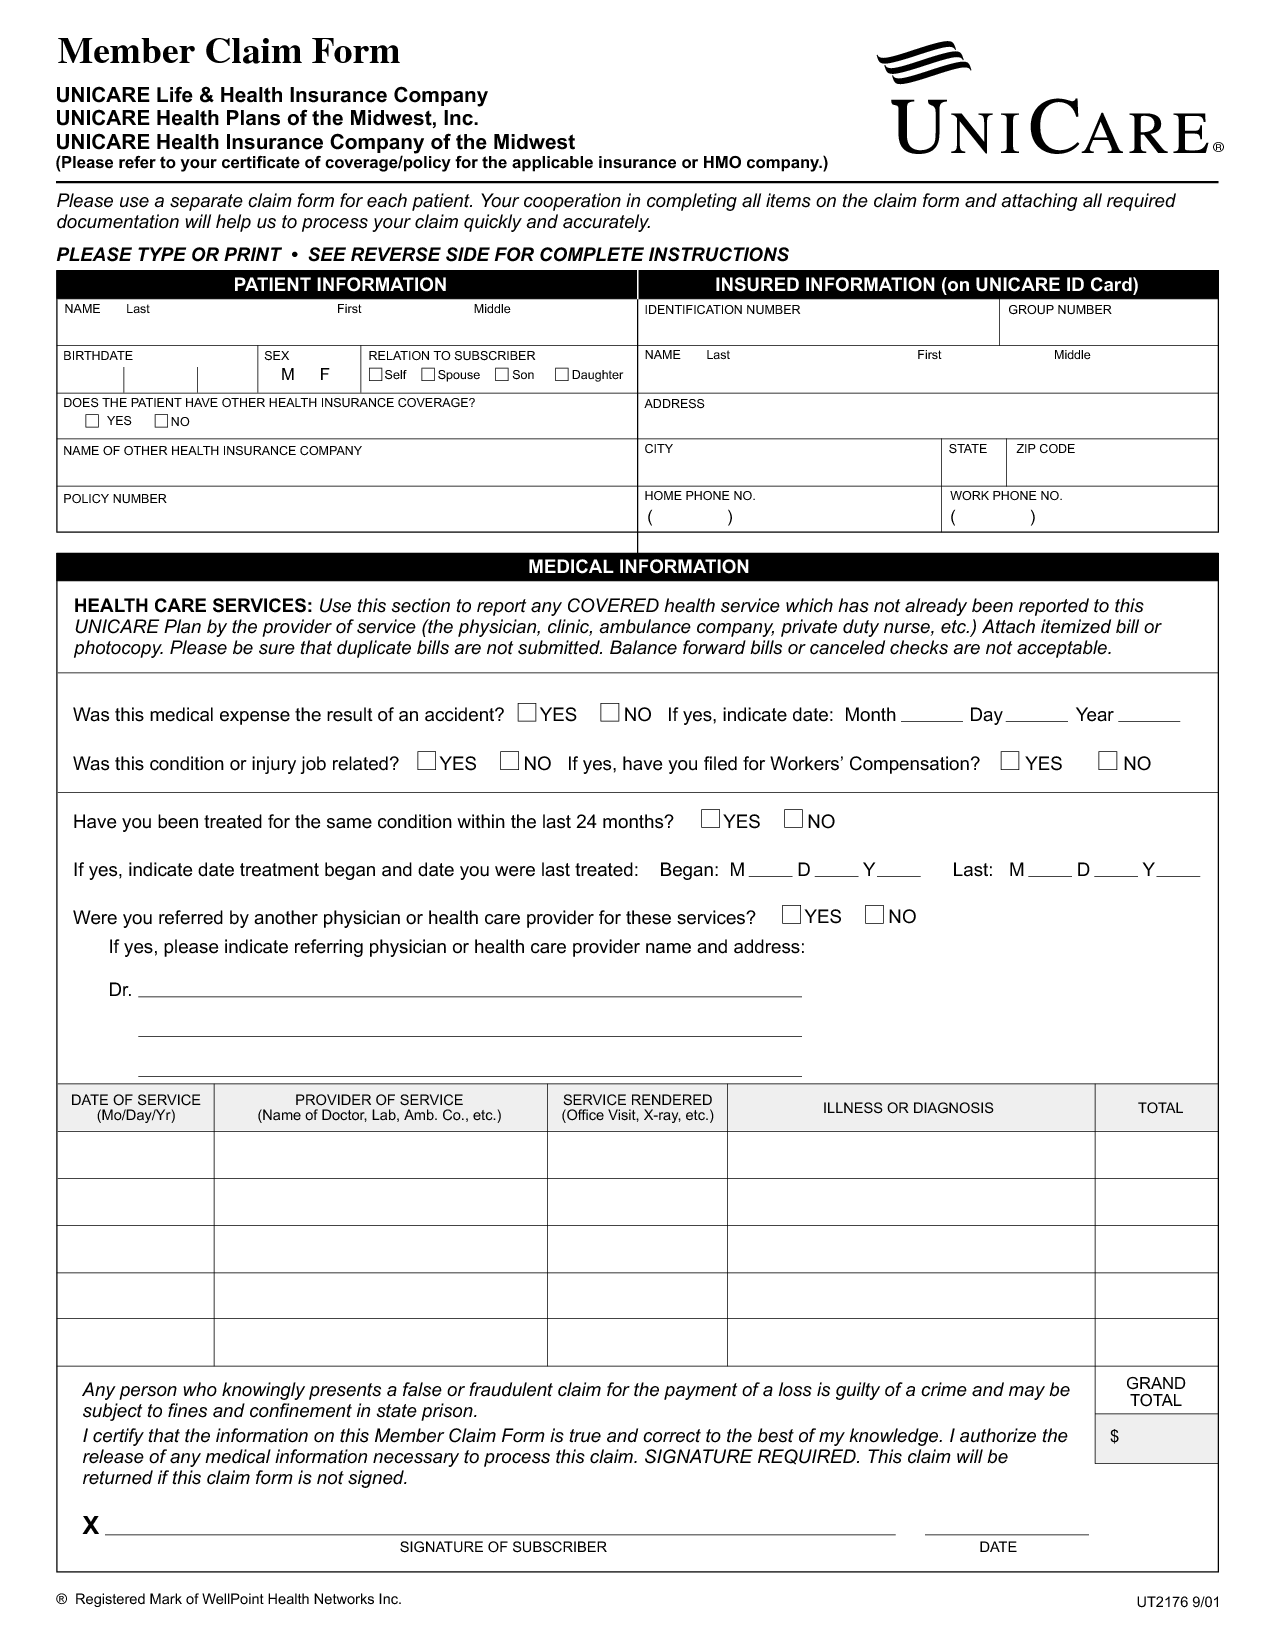 Member Claim Form
UNICARE Life & Health Insurance Company
UNICARE Health Plans of the Midwest, Inc.
UNICARE Health Insurance Company of the Midwest
(Please refer to your certificate of coverage/policy for the applicable insurance or HMO company.)
UNICARE®
Please use a separate claim form for each patient. Your cooperation in completing all items on the claim form and attaching all required
documentation will help us to process your claim quickly and accurately.
PLEASE TYPE OR PRINT • SEE REVERSE SIDE FOR COMPLETE INSTRUCTIONS
PATIENT INFORMATION
NAME Last First Middle
BIRTHDATE SEX RELATION TO SUBSCRIBER
M F Self Spouse Son Daughter
DOES THE PATIENT HAVE OTHER HEALTH INSURANCE COVERAGE?
YES NO
NAME OF OTHER HEALTH INSURANCE COMPANY
POLICY NUMBER
INSURED INFORMATION (on UNICARE ID Card)
IDENTIFICATION NUMBER GROUP NUMBER
NAME Last First Middle
ADDRESS
CITY STATE ZIP CODE
HOME PHONE NO. WORK PHONE NO.
( ) ( )
MEDICAL INFORMATION
HEALTH CARE SERVICES: Use this section to report any COVERED health service which has not already been reported to this
UNICARE Plan by the provider of service (the physician, clinic, ambulance company, private duty nurse, etc.) Attach itemized bill or
photocopy. Please be sure that duplicate bills are not submitted. Balance forward bills or canceled checks are not acceptable.
Was this medical expense the result of an accident? YES NO If yes, indicate date: Month ______ Day ______ Year ______
Was this condition or injury job related? YES NO If yes, have you filed for Workers’ Compensation? YES NO
Have you been treated for the same condition within the last 24 months? YES NO
If yes, indicate date treatment began and date you were last treated: Began: M ____ D ____ Y ____ Last: M ____ D ____ Y ____
Were you referred by another physician or health care provider for these services? YES NO
If yes, please indicate referring physician or health care provider name and address:
Dr.
DATE OF SERVICE PROVIDER OF SERVICE SERVICE RENDERED ILLNESS OR DIAGNOSIS TOTAL
(Mo/Day/Yr) (Name of Doctor, Lab, Amb. Co., etc.) (Office Visit, X-ray, etc.)
Any person who knowingly presents a false or fraudulent claim for the payment of a loss is guilty of a crime and may be
subject to fines and confinement in state prison.
I certify that the information on this Member Claim Form is true and correct to the best of my knowledge. I authorize the
release of any medical information necessary to process this claim. SIGNATURE REQUIRED. This claim will be
returned if this claim form is not signed.
GRAND
TOTAL
$
X
SIGNATURE OF SUBSCRIBER DATE
® Registered Mark of WellPoint Health Networks Inc.
UT2176 9/01